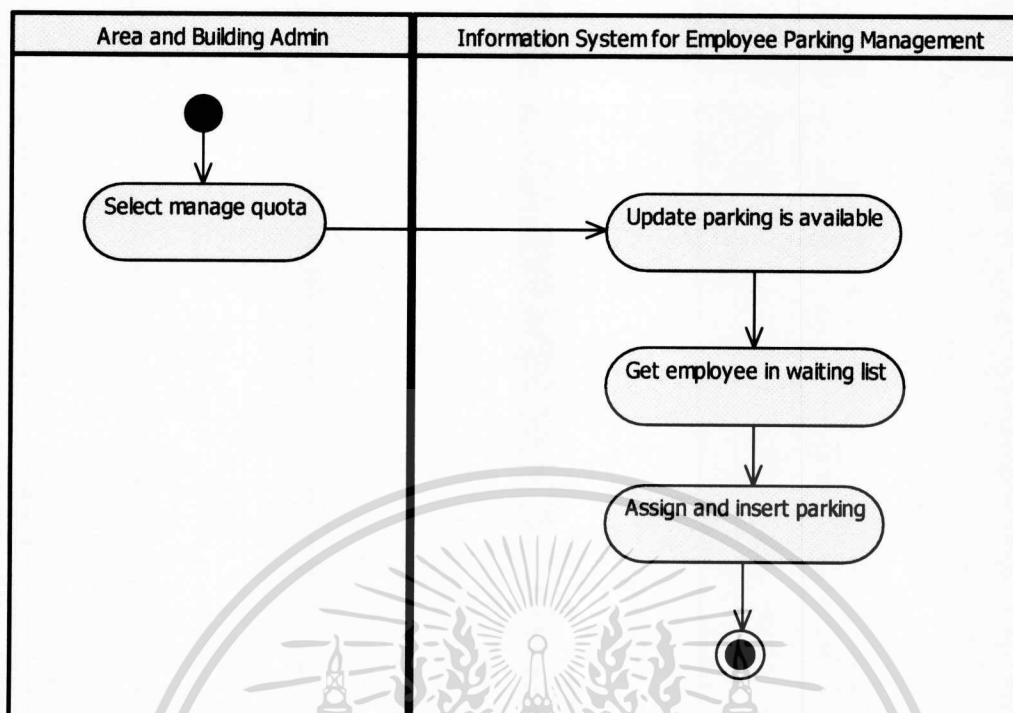 Area and Building Admin
Information System for Employee Parking Management
Select manage quota
Update parking is available
Get employee in waiting list
Assign and insert parking